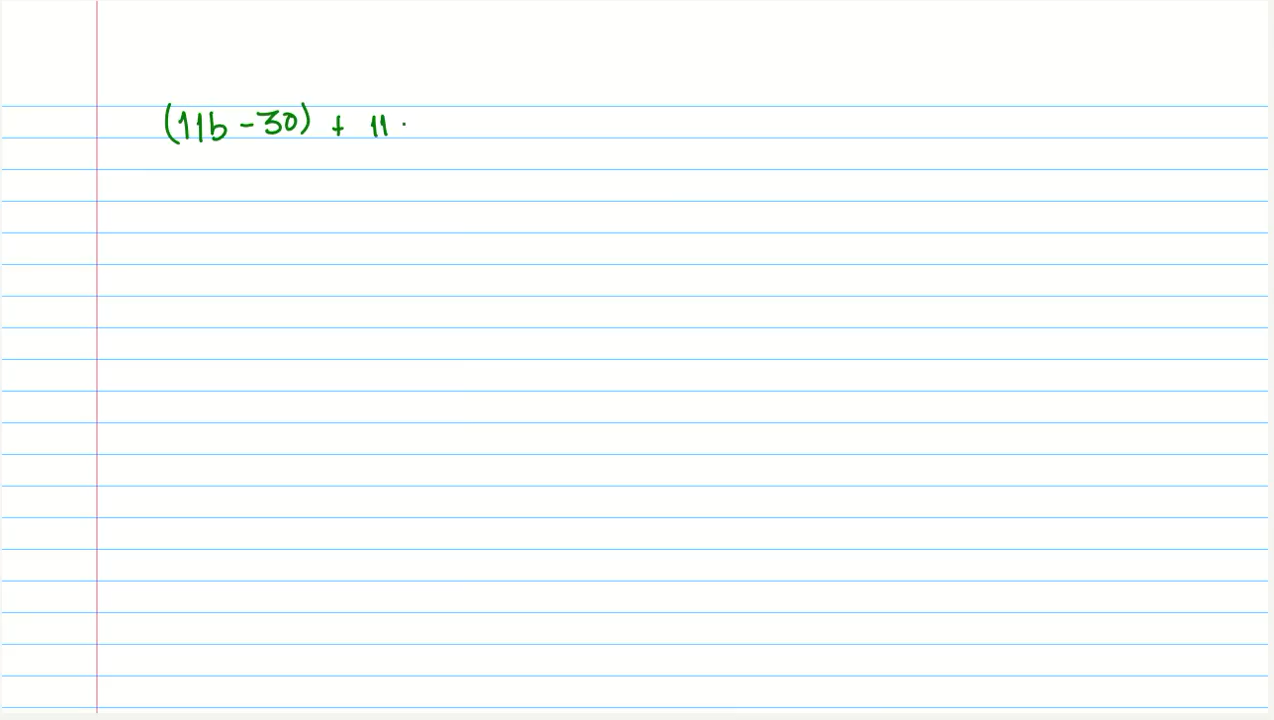 (11b - 30) + 11 .